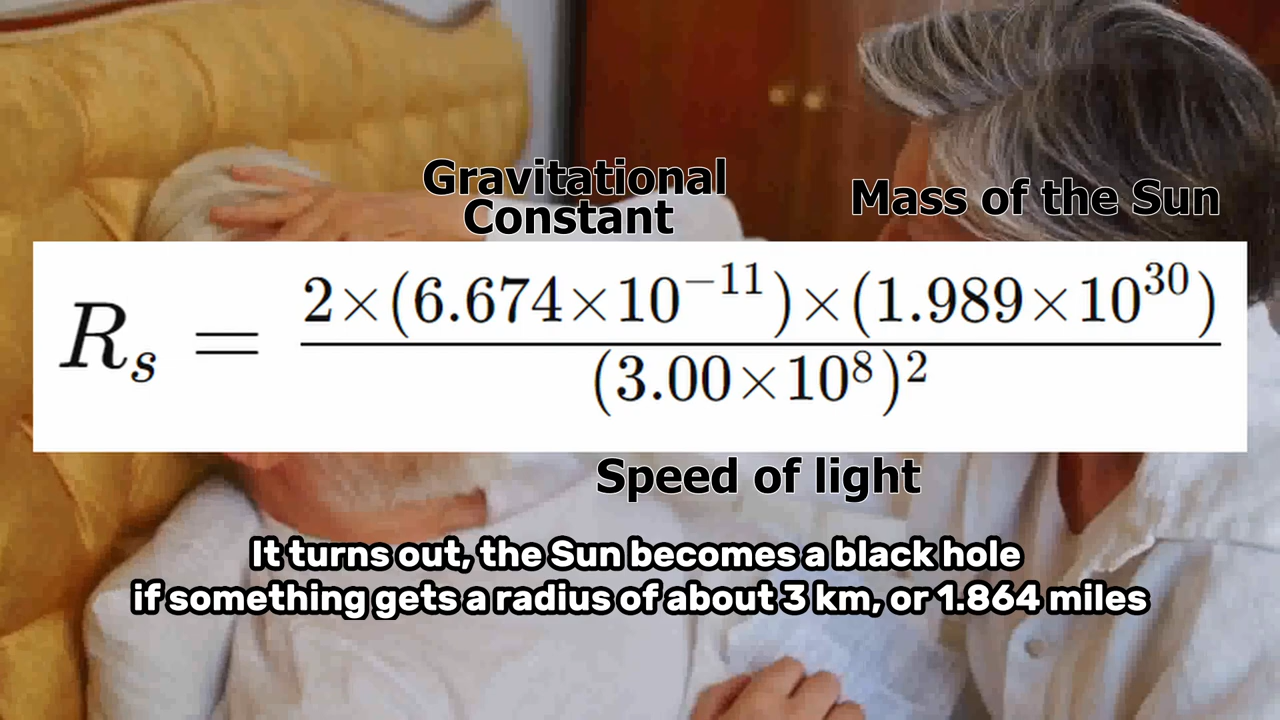 Gravitational
Constant
Mass of the Sun
R_s = \frac{2×(6.674×10^{-11})×(1.989×10^{30})}{(3.00×10^8)^2}
Speed of light
It turns out, the Sun becomes a black hole
if something gets a radius of about 3 km, or 1.864 miles